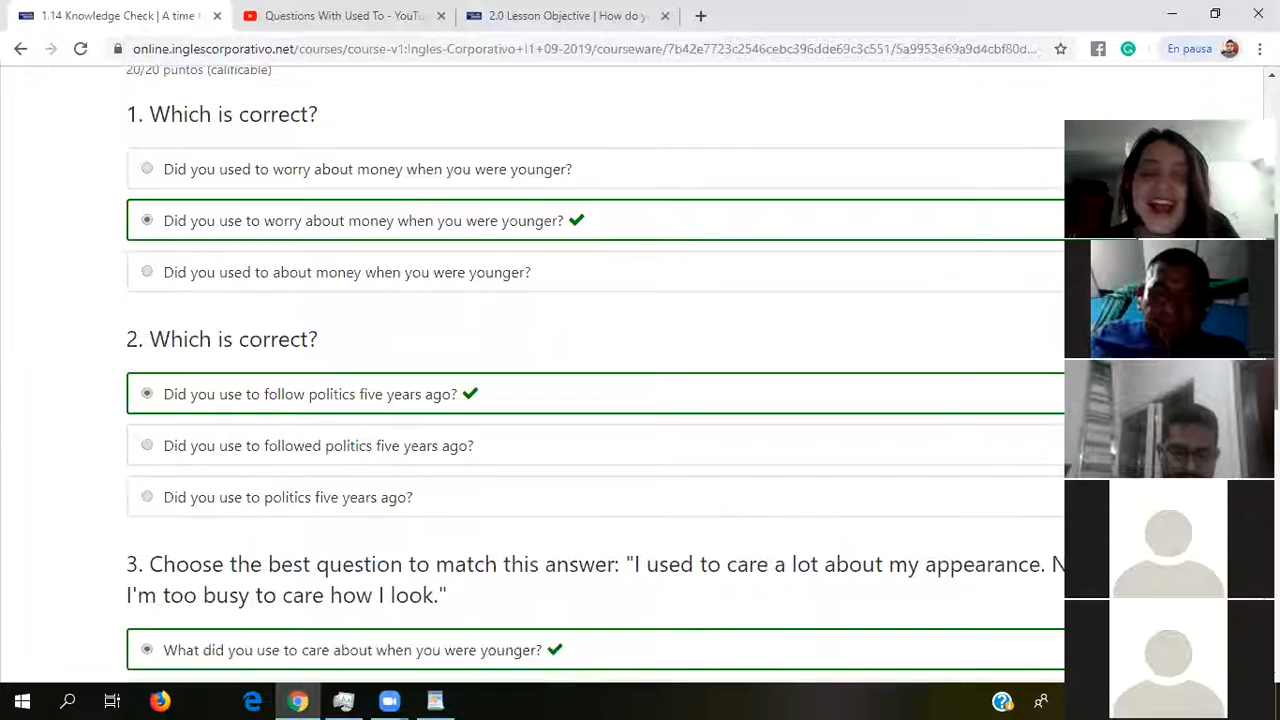 1.14 Knowledge Check | A time
Questions With Used To - YouTu
2.0 Lesson Objective | How do y
online.inglescorporativo.net/courses/course-v1:Ingles-Corporativo+I1+09-2019/courseware/7b42e7723c2546cebc396dde69c3c551/5a9953e69a9d4cbf80d...
En pausa
20/20 puntos (calificable)
1. Which is correct?
Did you used to worry about money when you were younger?
Did you use to worry about money when you were younger?
Did you used to about money when you were younger?
2. Which is correct?
Did you use to follow politics five years ago?
Did you use to followed politics five years ago?
Did you use to politics five years ago?
3. Choose the best question to match this answer: "I used to care a lot about my appearance. N
I'm too busy to care how I look."
What did you use to care about when you were younger?